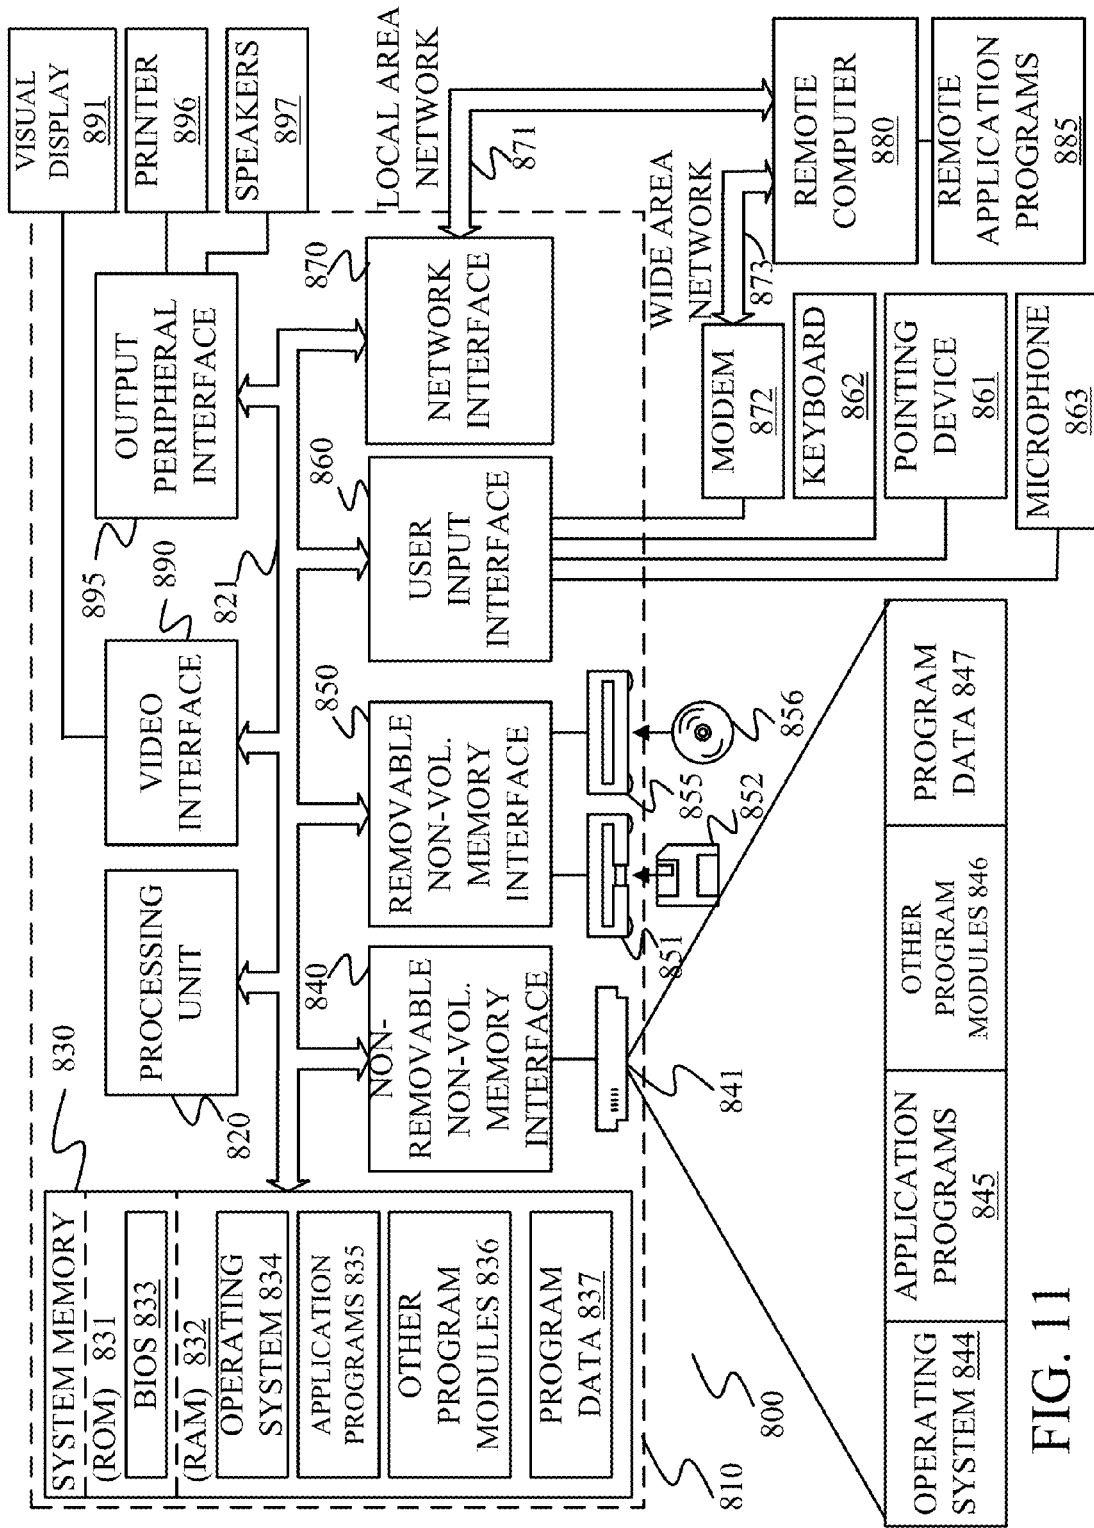 SYSTEM MEMORY
(ROM) 831
BIOS 833
(RAM) 832
OPERATING
SYSTEM 834
APPLICATION
PROGRAMS 835
OTHER
PROGRAM
MODULES 836
PROGRAM
DATA 837
830
810
800
PROCESSING
UNIT
820
VIDEO
INTERFACE
890
821
OUTPUT
PERIPHERAL
INTERFACE
895
VISUAL
DISPLAY
891
PRINTER
896
SPEAKERS
897
NON-
REMOVABLE
NON-VOL.
MEMORY
INTERFACE
840
REMOVABLE
NON-VOL.
MEMORY
INTERFACE
850
USER
INPUT
INTERFACE
860
NETWORK
INTERFACE
870
LOCAL AREA
NETWORK
871
841
851
852
855
856
WIDE AREA
NETWORK
873
MODEM
872
KEYBOARD
862
POINTING
DEVICE
861
MICROPHONE
863
REMOTE
COMPUTER
880
REMOTE
APPLICATION
PROGRAMS
885
OPERATING
SYSTEM 844
APPLICATION
PROGRAMS
845
OTHER
PROGRAM
MODULES 846
PROGRAM
DATA 847
FIG. 11